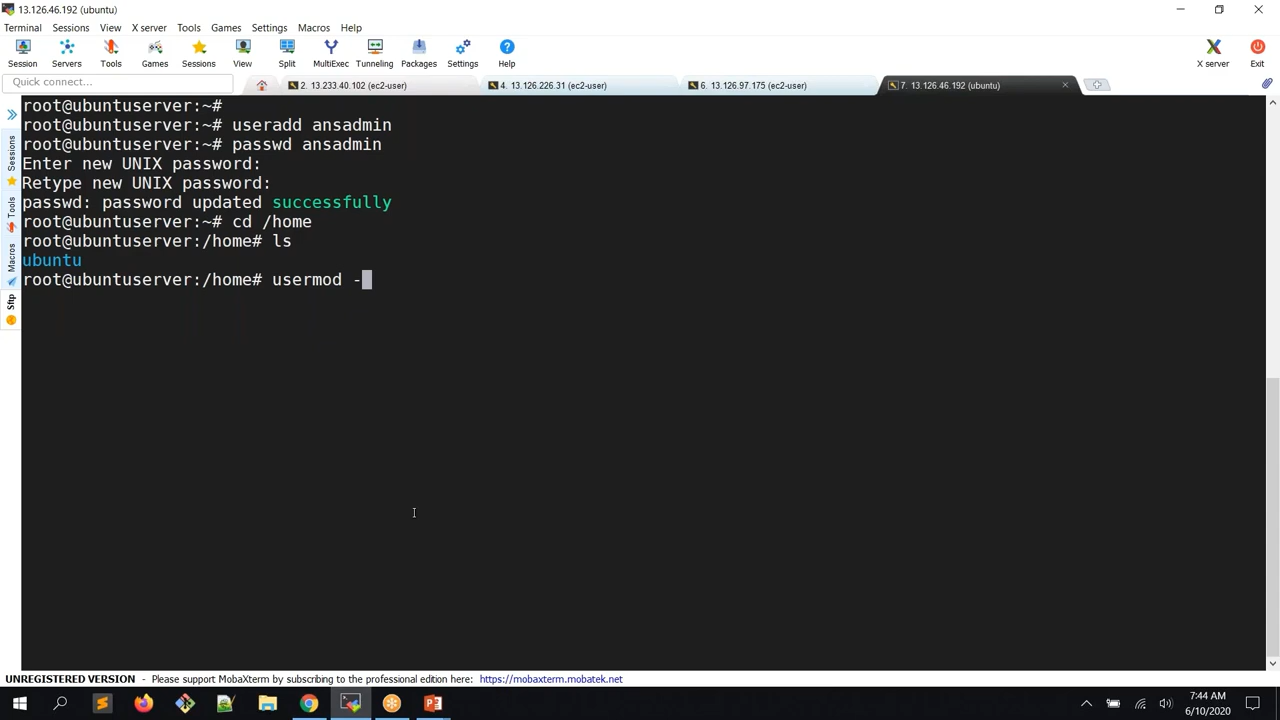 13.126.46.192 (ubuntu)
Terminal Sessions View X server Tools Games Settings Macros Help
Session Servers Tools Games Sessions View Split MultiExec Tunneling Packages Settings Help X server Exit
Quick connect...
2. 13.233.40.102 (ec2-user) 4. 13.126.226.31 (ec2-user) 6. 13.126.97.175 (ec2-user) 7. 13.126.46.192 (ubuntu)
Sessions
Tools
Macros
Sftp
root@ubuntuserver:~#
root@ubuntuserver:~# useradd ansadmin
root@ubuntuserver:~# passwd ansadmin
Enter new UNIX password:
Retype new UNIX password:
passwd: password updated successfully
root@ubuntuserver:~# cd /home
root@ubuntuserver:/home# ls
ubuntu
root@ubuntuserver:/home# usermod -
UNREGISTERED VERSION - Please support MobaXterm by subscribing to the professional edition here: https://mobaxterm.mobatek.net
7:44 AM
6/10/2020